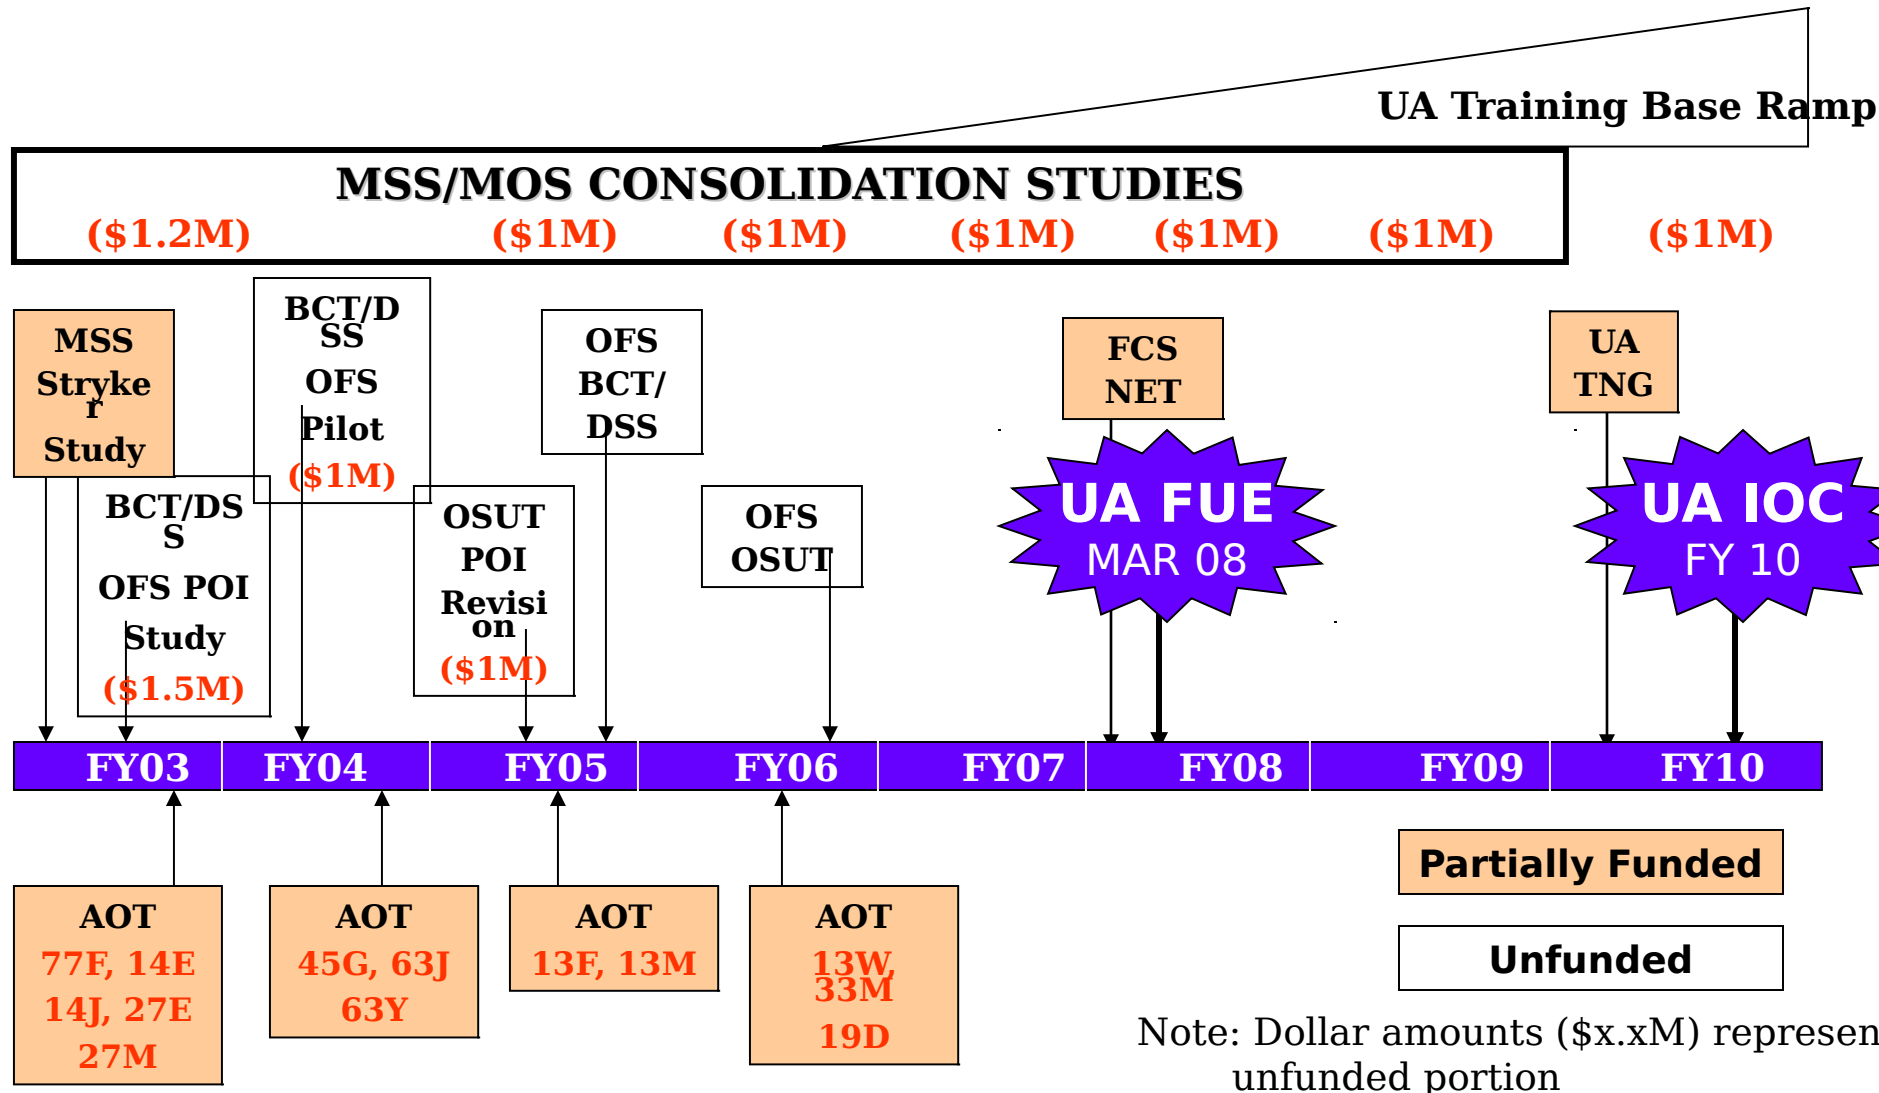 UA Training Base Ramp
MSS/MOS CONSOLIDATION STUDIES
($1.2M) ($1M) ($1M) ($1M) ($1M) ($1M) ($1M)
MSS
Stryke
r
Study
BCT/DS
S
OFS POI
Study
($1.5M)
BCT/D
SS
OFS
Pilot
($1M)
OSUT
POI
Revisi
on
($1M)
OFS
BCT/
DSS
OFS
OSUT
FCS
NET
UA FUE
MAR 08
UA
TNG
UA IOC
FY 10
FY03 FY04 FY05 FY06 FY07 FY08 FY09 FY10
AOT
77F, 14E
14J, 27E
27M
AOT
45G, 63J
63Y
AOT
13F, 13M
AOT
13W,
33M
19D
Partially Funded
Unfunded
Note: Dollar amounts ($x.xM) represen
unfunded portion